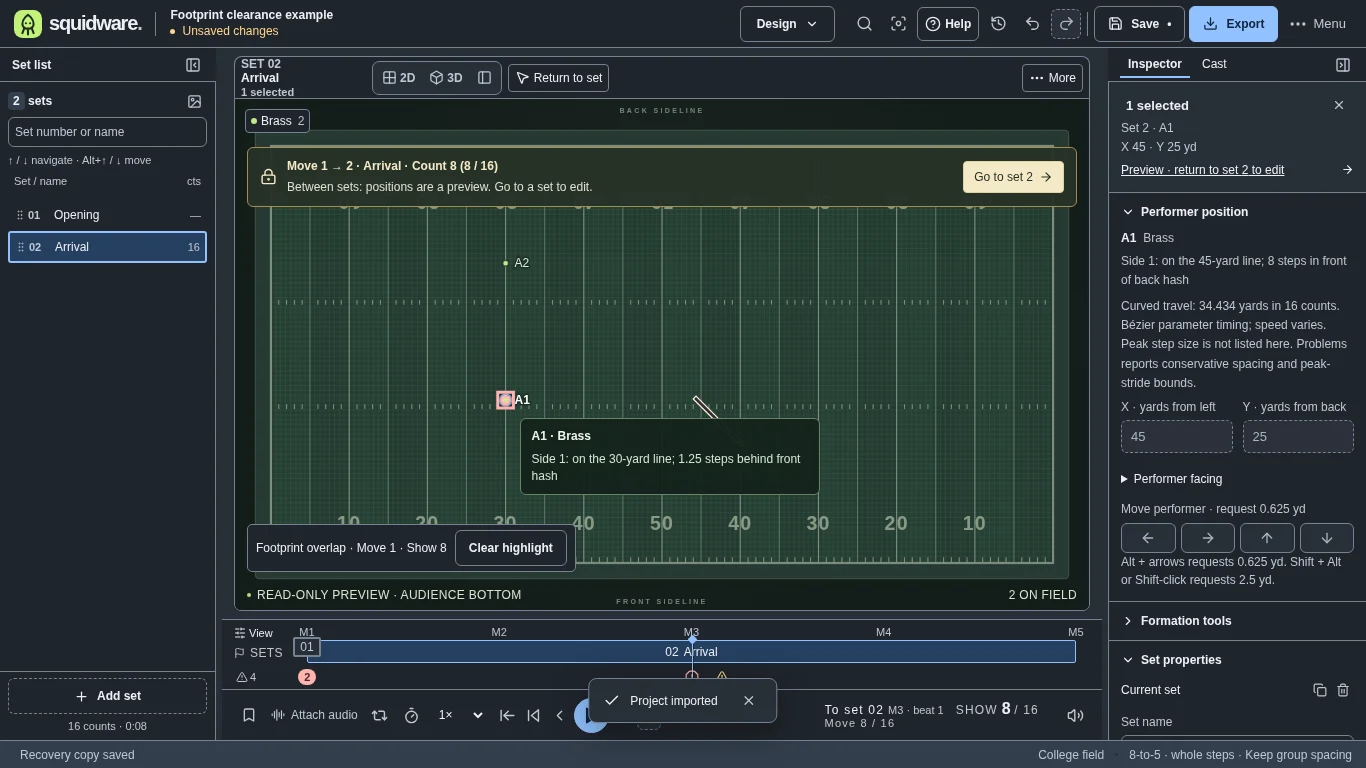 squidware.
Footprint clearance example
Unsaved changes
Design
Help
Save •
Export
Menu
Set list
2 sets
Set number or name
↑ / ↓ navigate · Alt+↑ / ↓ move
Set / name
cts
01 Opening —
02 Arrival 16
Add set
16 counts · 0:08
SET 02
Arrival
1 selected
2D
3D
Return to set
More
BACK SIDELINE
Brass 2
Move 1 → 2 · Arrival · Count 8 (8 / 16)
Between sets: positions are a preview. Go to a set to edit.
Go to set 2
A2
A1
A1 · Brass
Side 1: on the 30-yard line; 1.25 steps behind front
hash
10 20 30 40 50 40 30 20 10
Footprint overlap · Move 1 · Show 8
Clear highlight
READ-ONLY PREVIEW · AUDIENCE BOTTOM
FRONT SIDELINE
2 ON FIELD
View
M1 M2 M3 M4 M5
SETS
01
02 Arrival
4
2
Project imported
Attach audio
1×
To set 02 M3 · beat 1
Move 8 / 16
SHOW 8 / 16
Inspector
Cast
1 selected
Set 2 · A1
X 45 · Y 25 yd
Preview · return to set 2 to edit
Performer position
A1 Brass
Side 1: on the 45-yard line; 8 steps in front
of back hash
Curved travel: 34.434 yards in 16 counts.
Bézier parameter timing; speed varies.
Peak step size is not listed here. Problems
reports conservative spacing and peak-
stride bounds.
X · yards from left
Y · yards from back
45
25
Performer facing
Move performer · request 0.625 yd
Alt + arrows requests 0.625 yd. Shift + Alt
or Shift-click requests 2.5 yd.
Formation tools
Set properties
Current set
Set name
Recovery copy saved
College field · 8-to-5 · whole steps · Keep group spacing